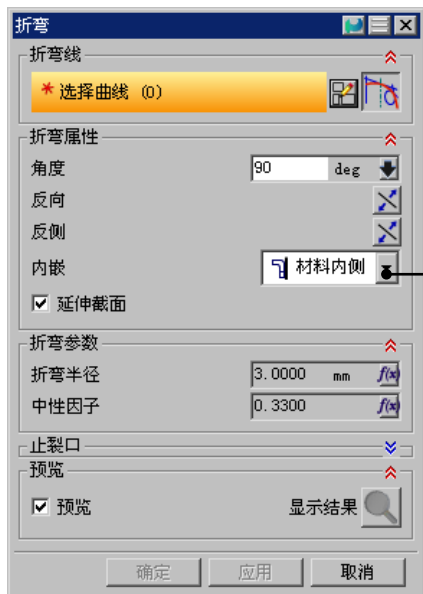 折弯
折弯线
* 选择曲线 (0)
折弯属性
角度 90 deg
反向
反侧
内嵌 材料内侧
延伸截面
折弯参数
折弯半径 3.0000 mm f(x)
中性因子 0.3300 f(x)
止裂口
预览
预览 显示结果
确定 应用 取消